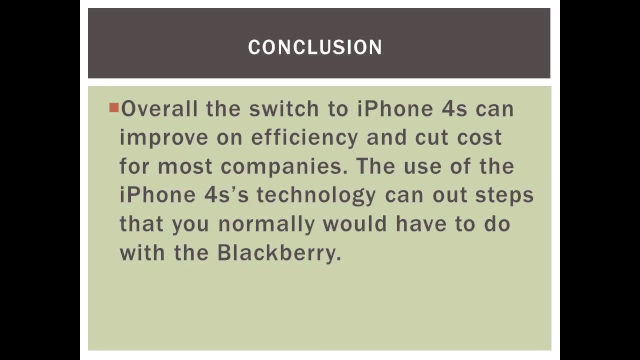 CONCLUSION
Overall the switch to iPhone 4s can
improve on efficiency and cut cost
for most companies. The use of the
iPhone 4s's technology can out steps
that you normally would have to do
with the Blackberry.